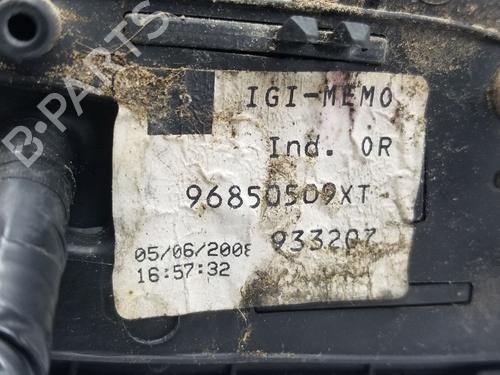 B-PARTS
IGI-MEMO
Ind. 0R
96850509XT
05/06/2008 933207
16:57:32